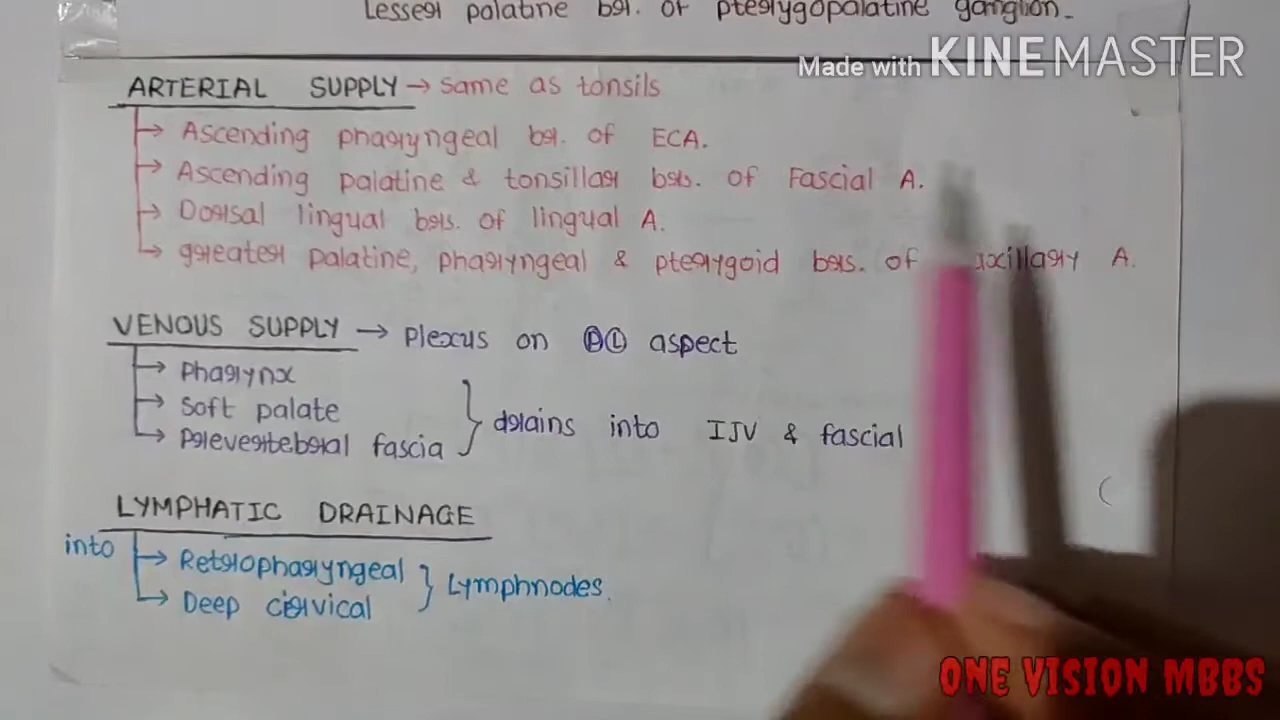 Lesser palatine br. of pterygopalatine ganglion.
Made with KINEMASTER
ARTERIAL SUPPLY → same as tonsils
→ Ascending pharyngeal br. of ECA.
→ Ascending palatine & tonsillar brs. of Fascial A.
→ Dorsal lingual brs. of lingual A.
→ greater palatine, pharyngeal & pterygoid brs. of A.
VENOUS SUPPLY → Plexus on PL aspect
→ Pharynx
→ Soft palate
→ Prevertebral fascia
} drains into IJV & fascial
LYMPHATIC DRAINAGE
into
→ Retropharyngeal
→ Deep cervical
} Lymphnodes.
ONE VISION MBBS